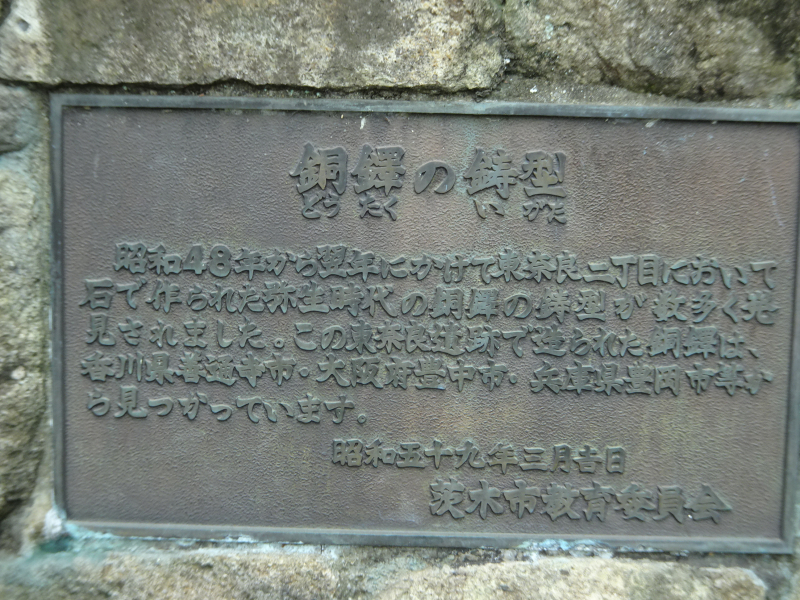 銅鐸の鋳型
どうたく いがた
昭和48年から翌年にかけて東奈良二丁目において
石で作られた弥生時代の銅鐸の鋳型が数多く発
見されました。この東奈良遺跡で造られた銅鐸は、
香川県善通寺市・大阪府豊中市・兵庫県豊岡市等か
ら見つかっています。
昭和五十九年三月吉日
茨木市教育委員会